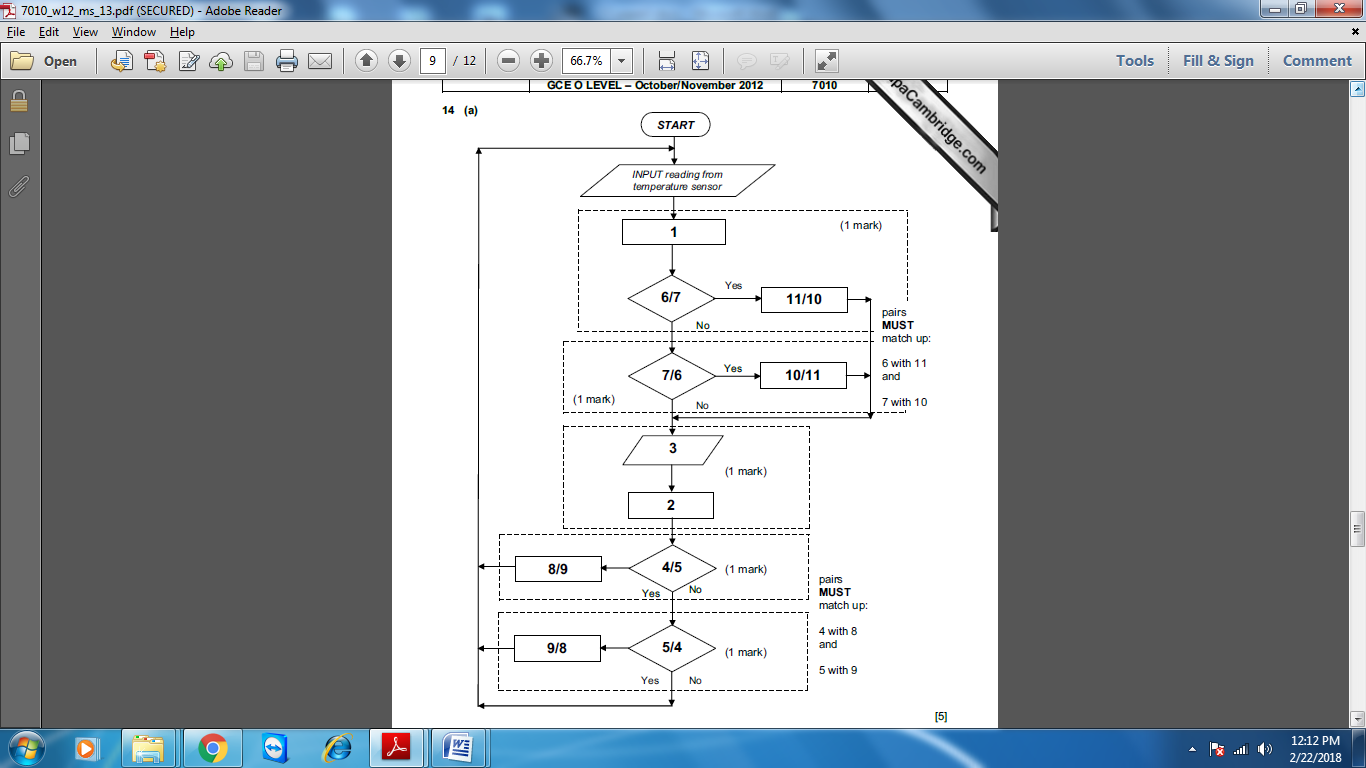 7010_w12_ms_13.pdf (SECURED) - Adobe Reader
File Edit View Window Help
Open 9 / 12 66.7% Tools Fill & Sign Comment
GCE O LEVEL – October/November 2012 7010
paCambridge.com
14 (a)
START
INPUT reading from
temperature sensor
1 (1 mark)
6/7 Yes 11/10
No
pairs
MUST
match up:
6 with 11
and
7 with 10
7/6 Yes 10/11
(1 mark) No
3
(1 mark)
2
8/9 4/5 (1 mark)
Yes No
pairs
MUST
match up:
4 with 8
and
5 with 9
9/8 5/4 (1 mark)
Yes No
[5]
12:12 PM
2/22/2018